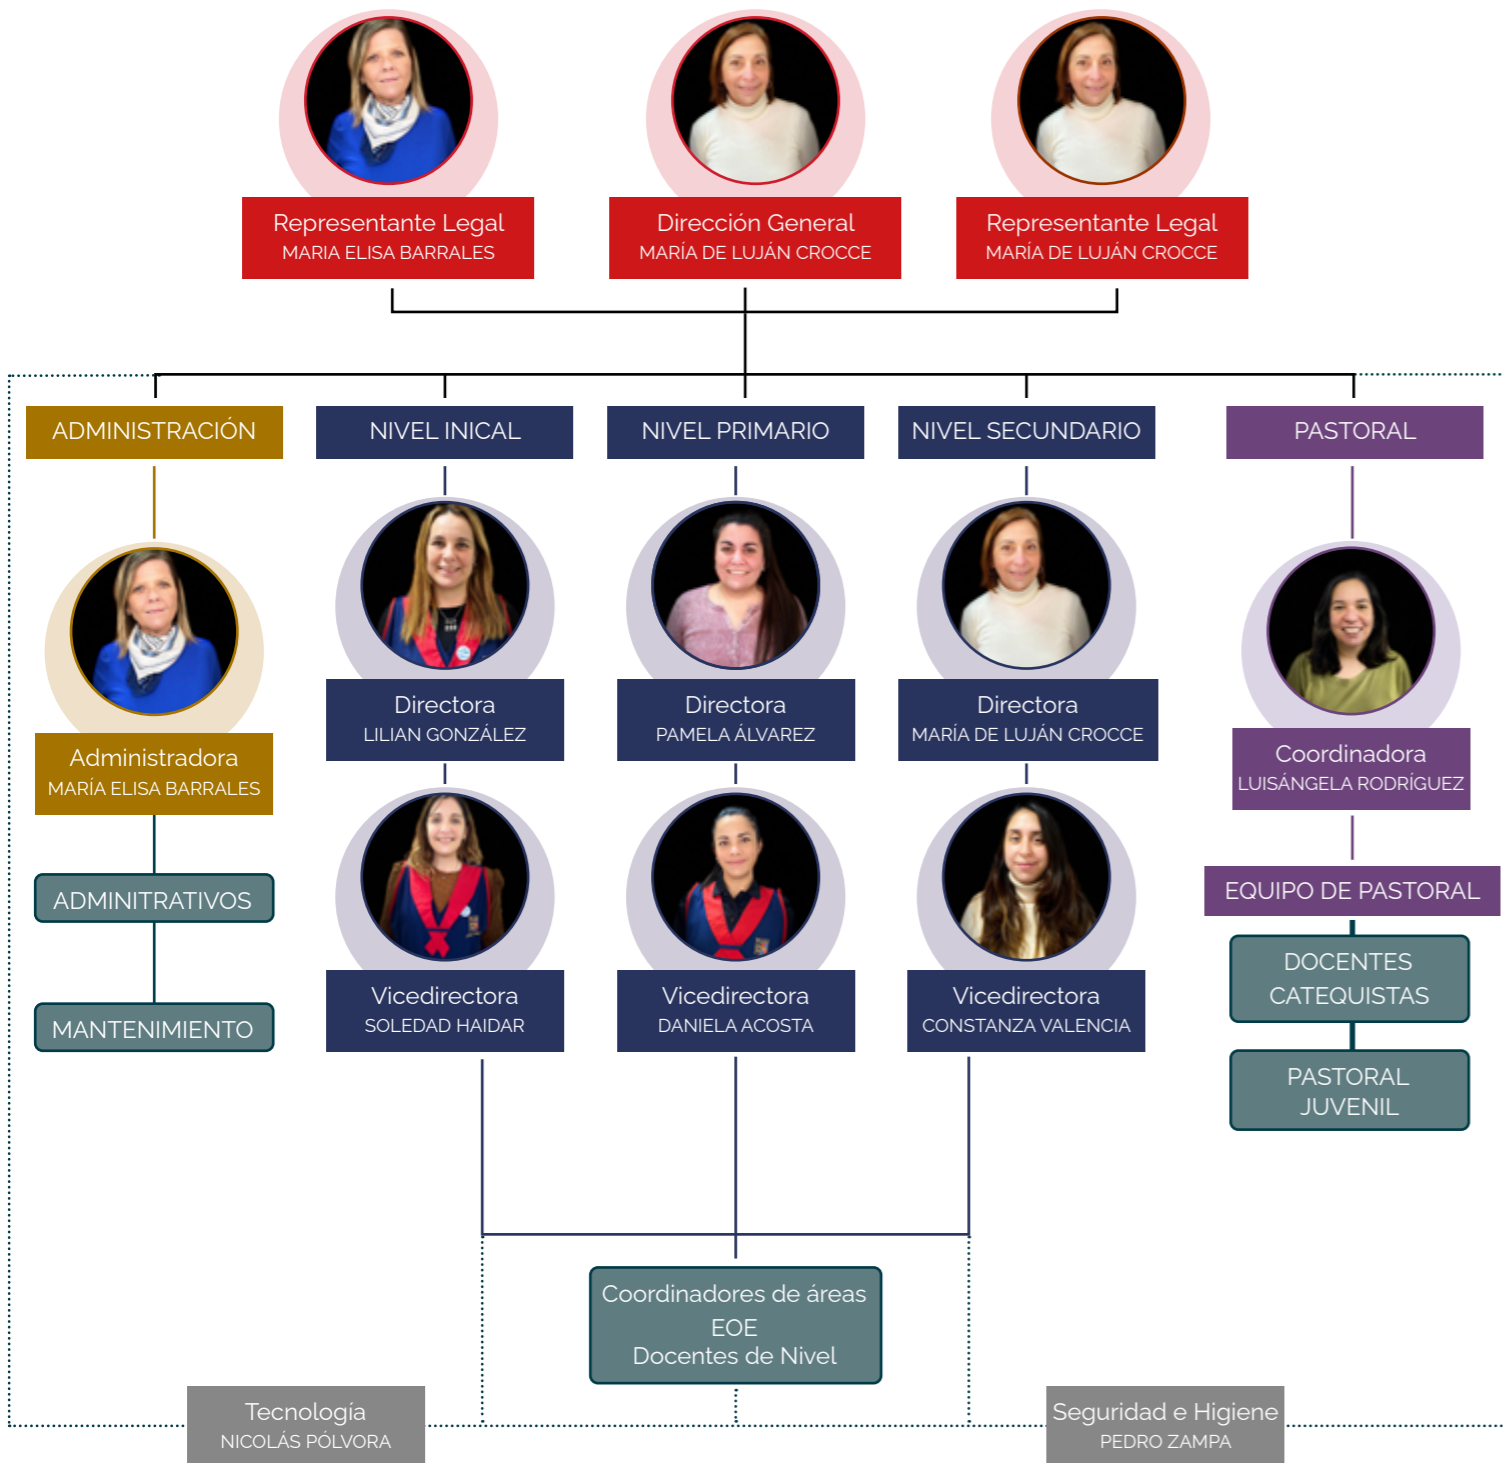 Representante Legal
MARIA ELISA BARRALES
Dirección General
MARÍA DE LUJÁN CROCCE
Representante Legal
MARÍA DE LUJÁN CROCCE
ADMINISTRACIÓN
NIVEL INICAL
NIVEL PRIMARIO
NIVEL SECUNDARIO
PASTORAL
Administradora
MARÍA ELISA BARRALES
ADMINITRATIVOS
MANTENIMIENTO
Directora
LILIAN GONZÁLEZ
Vicedirectora
SOLEDAD HAIDAR
Directora
PAMELA ÁLVAREZ
Vicedirectora
DANIELA ACOSTA
Directora
MARÍA DE LUJÁN CROCCE
Vicedirectora
CONSTANZA VALENCIA
Coordinadora
LUISÁNGELA RODRÍGUEZ
EQUIPO DE PASTORAL
DOCENTES
CATEQUISTAS
PASTORAL
JUVENIL
Coordinadores de áreas
EOE
Docentes de Nivel
Tecnología
NICOLÁS PÓLVORA
Seguridad e Higiene
PEDRO ZAMPA